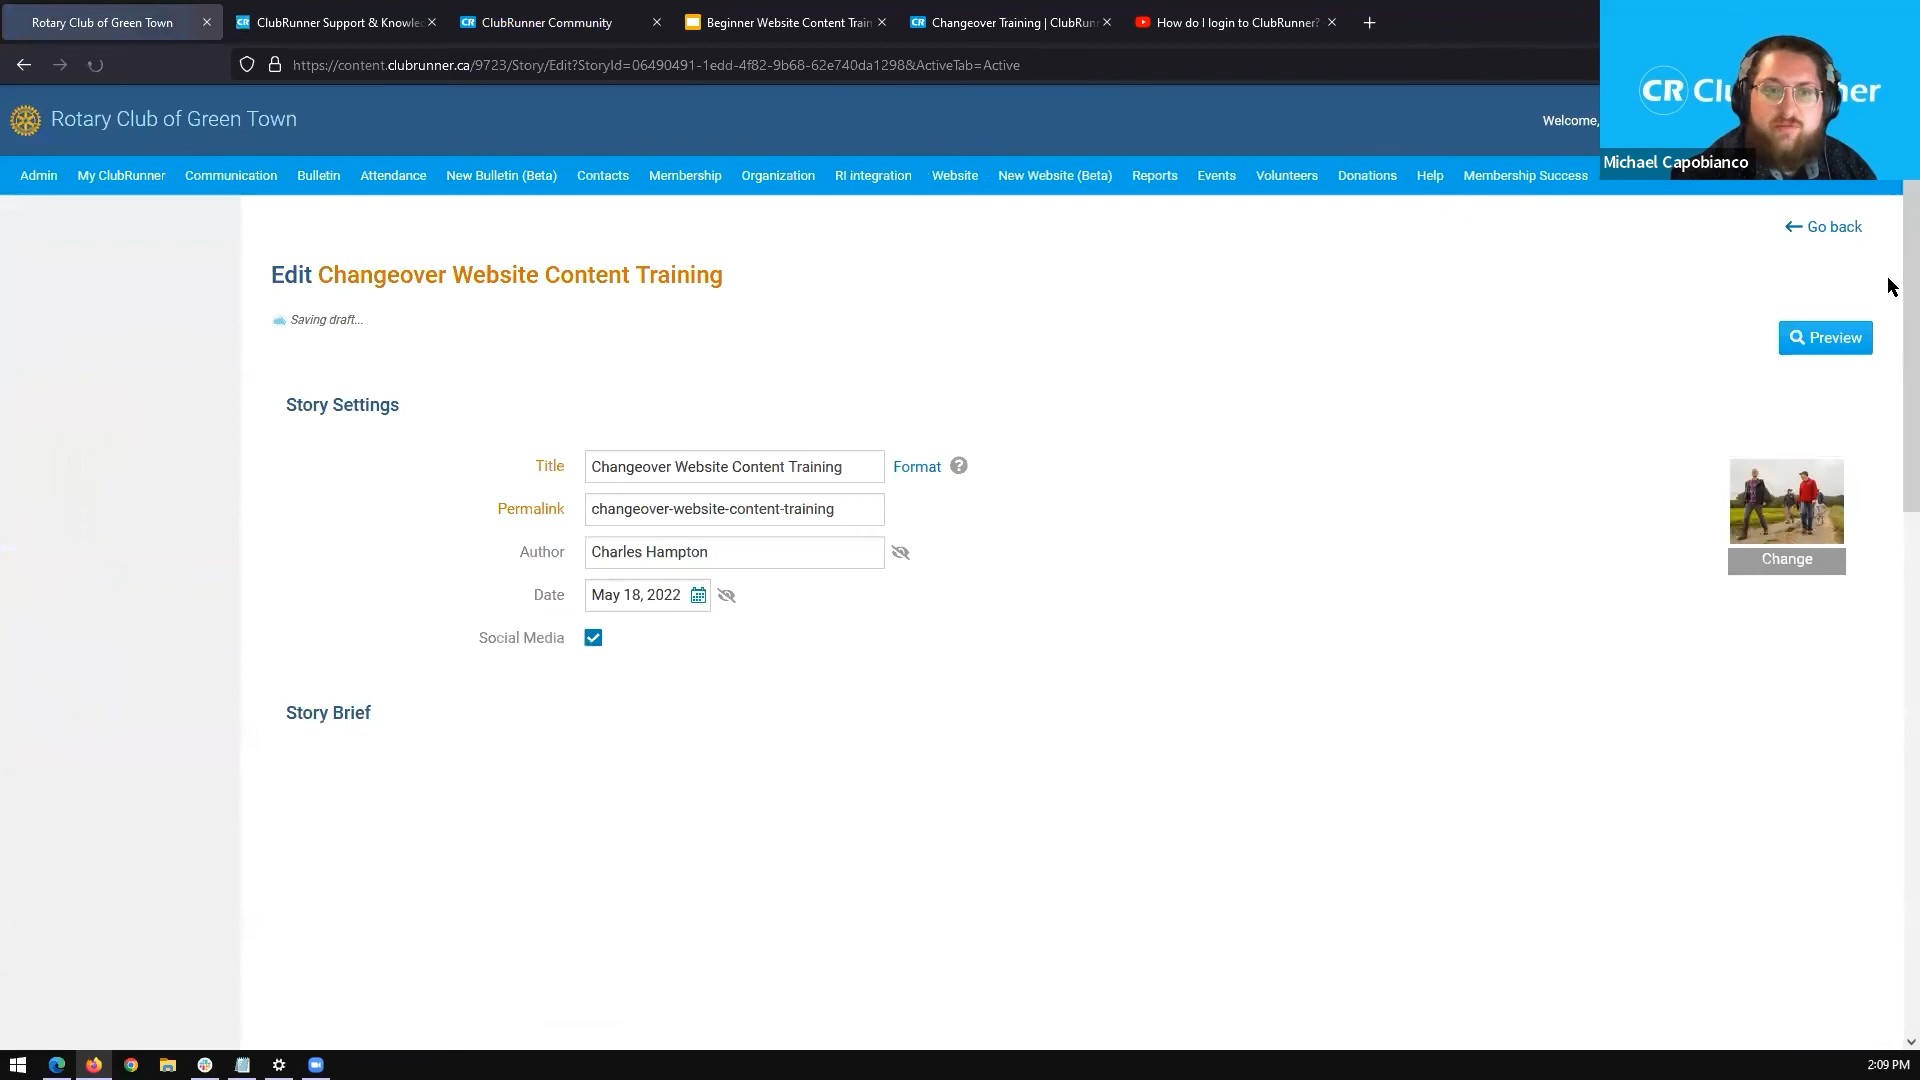 Rotary Club of Green Town
ClubRunner Support & Knowle
ClubRunner Community
Beginner Website Content Train
Changeover Training | ClubRunn
How do I login to ClubRunner?
https://content.clubrunner.ca/9723/Story/Edit?StoryId=06490491-1edd-4f82-9b68-62e740da1298&ActiveTab=Active
Rotary Club of Green Town
Welcome,
CR Clu ner
Michael Capobianco
Admin My ClubRunner Communication Bulletin Attendance New Bulletin (Beta) Contacts Membership Organization RI integration Website New Website (Beta) Reports Events Volunteers Donations Help Membership Success
Go back
Edit Changeover Website Content Training
Saving draft...
Preview
Story Settings
Title Changeover Website Content Training Format ?
Permalink changeover-website-content-training
Author Charles Hampton
Date May 18, 2022
Social Media
Change
Story Brief
2:09 PM